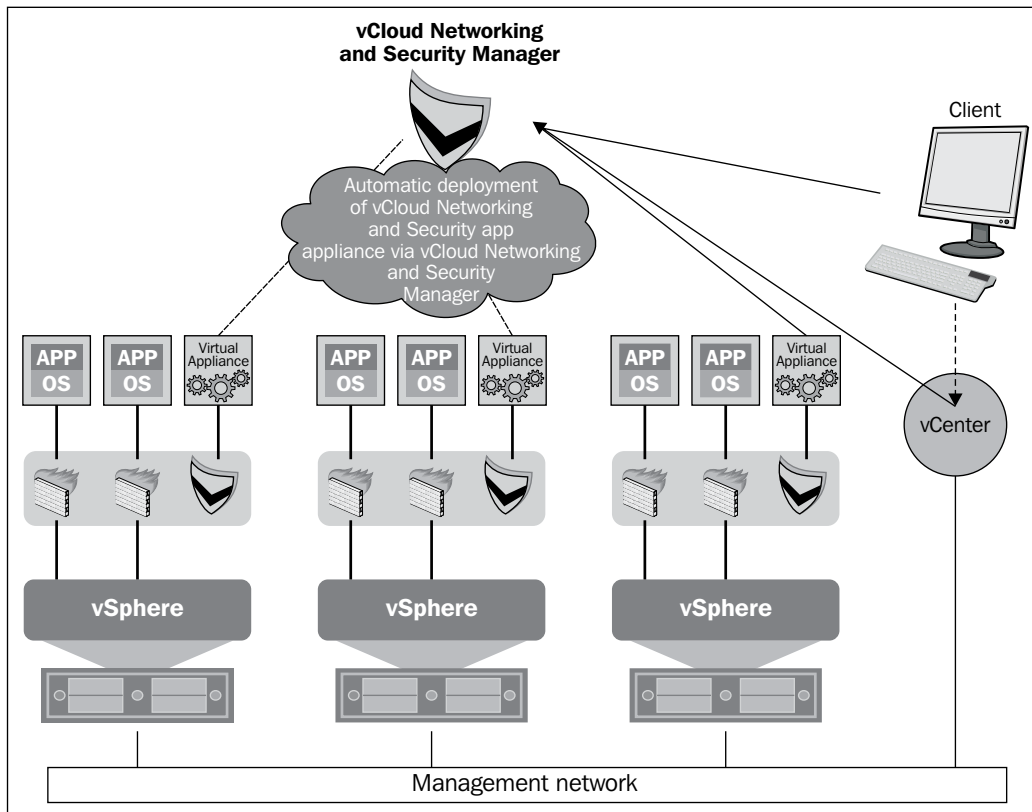 vCloud Networking
and Security Manager
Client
Automatic deployment
of vCloud Networking
and Security app
appliance via vCloud Networking
and Security
Manager
APP
OS
APP
OS
Virtual
Appliance
APP
OS
APP
OS
Virtual
Appliance
APP
OS
APP
OS
Virtual
Appliance
vCenter
vSphere
vSphere
vSphere
Management network